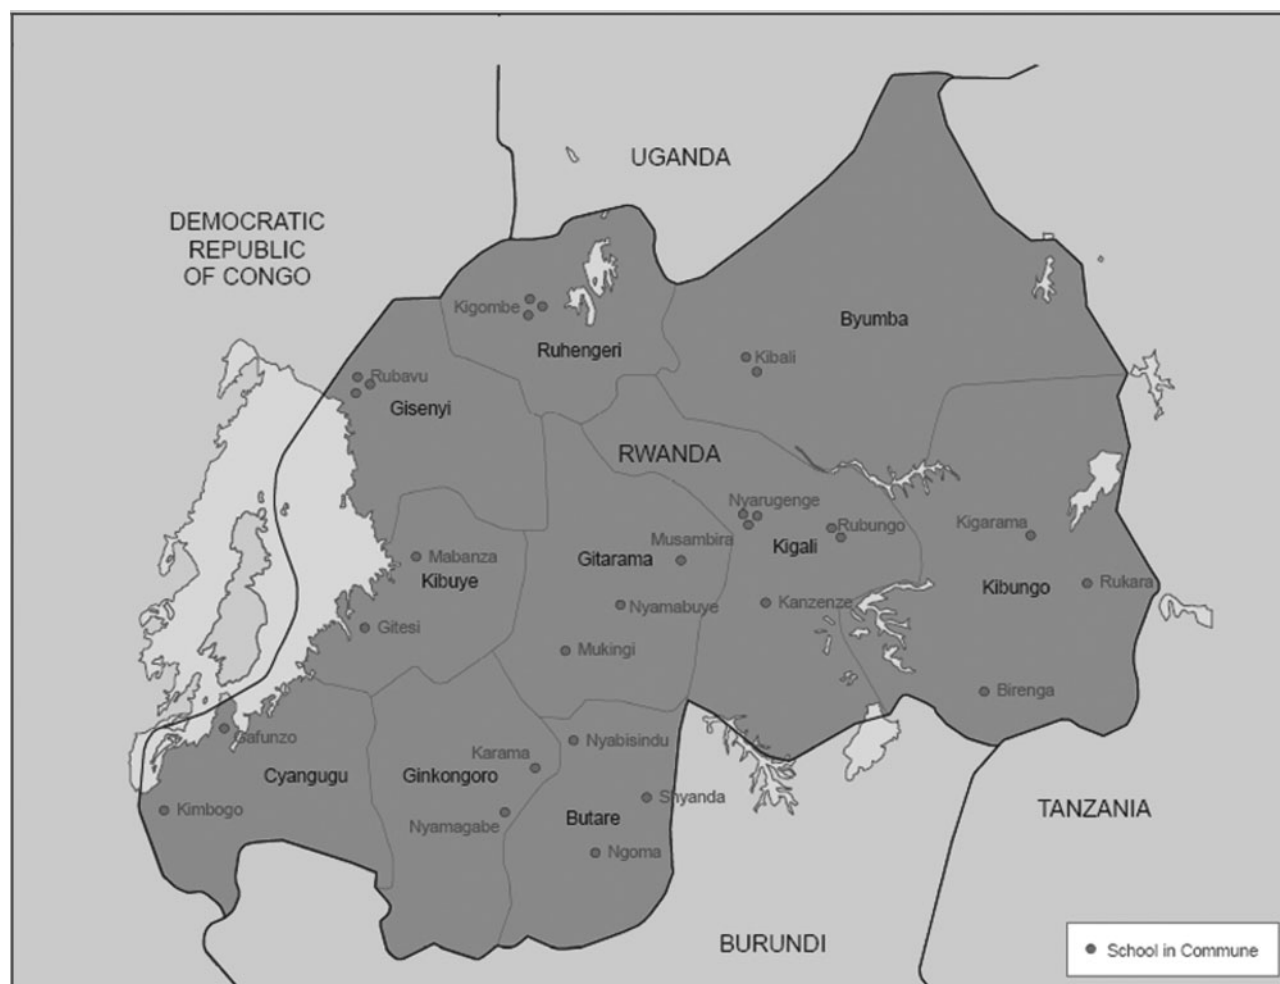 UGANDA
DEMOCRATIC
REPUBLIC
OF CONGO
Kigombe
Byumba
Ruhengeri
Kibali
Rubavu
Gisenyi
RWANDA
Nyarugenge
Rubungo
Kigarama
Musambira
Kigali
Mabanza
Gitarama
Kibuye
Rukara
Kibungo
Kanzenze
Nyamabuye
Gitesi
Mukingi
Birenga
Gafunzo
Nyabisindu
Karama
Cyangugu
Ginkongoro
Shyanda
Kimbogo
TANZANIA
Butare
Nyamagabe
Ngoma
BURUNDI
School in Commune